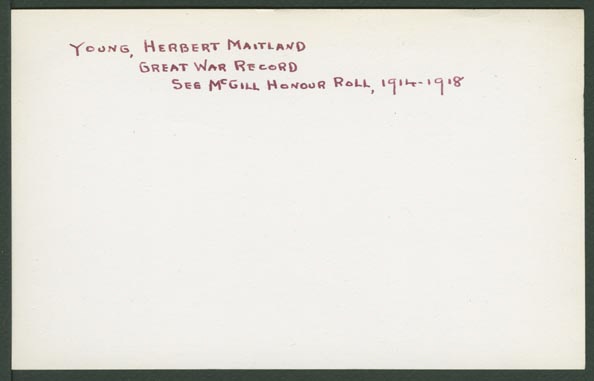 Young, Herbert Maitland
Great War Record
See McGill Honour Roll, 1914-1918